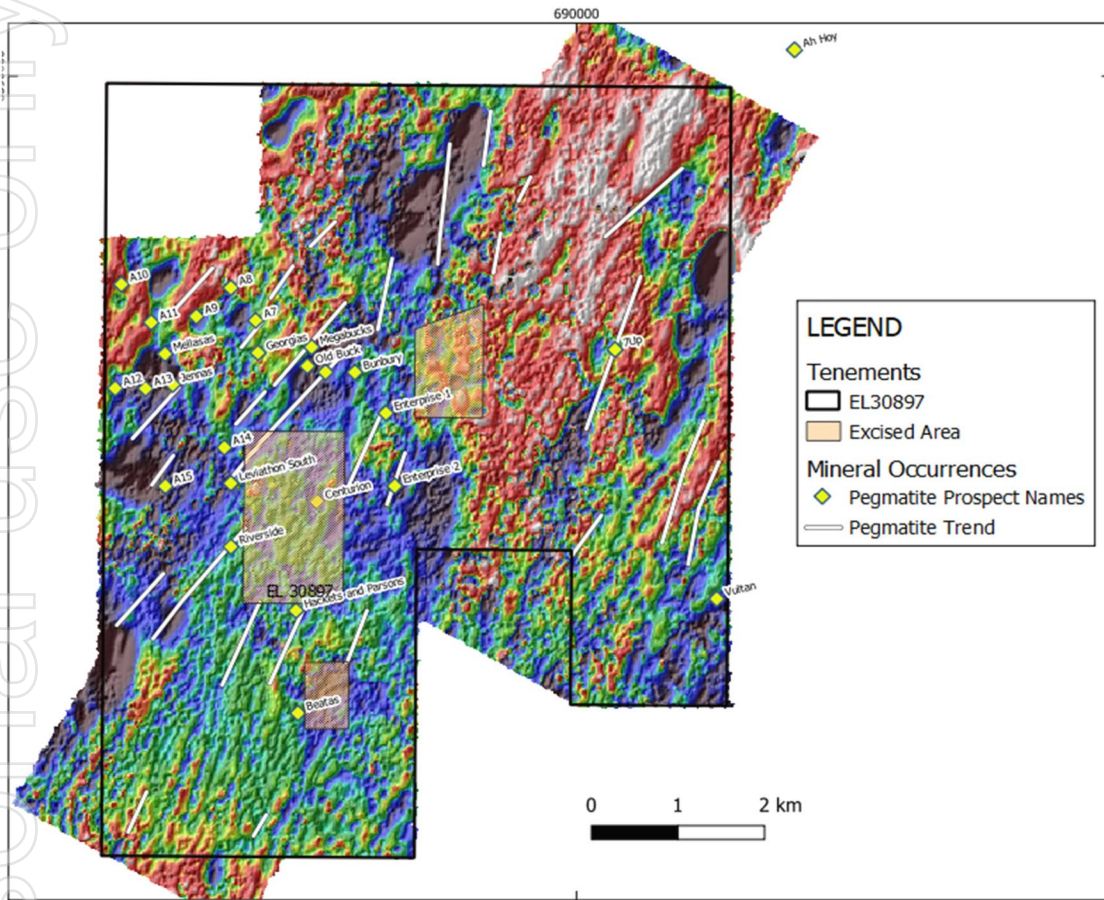 690000
Ah Hoy
A10
A8
A11
A9
A7
Mellasas
Georgias
Megabucks
Old Buck
Bunbury
7Up
A12
A13
Jennas
Enterprise 1
A14
Leviathon South
A15
Centurion
Enterprise 2
Riverside
EL 30897
Hackets and Parsons
Vultan
Beatas
LEGEND
Tenements
EL30897
Excised Area
Mineral Occurrences
Pegmatite Prospect Names
Pegmatite Trend
0 1 2 km